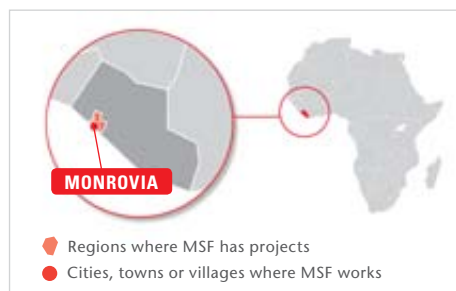 MONROVIA
Regions where MSF has projects
Cities, towns or villages where MSF works